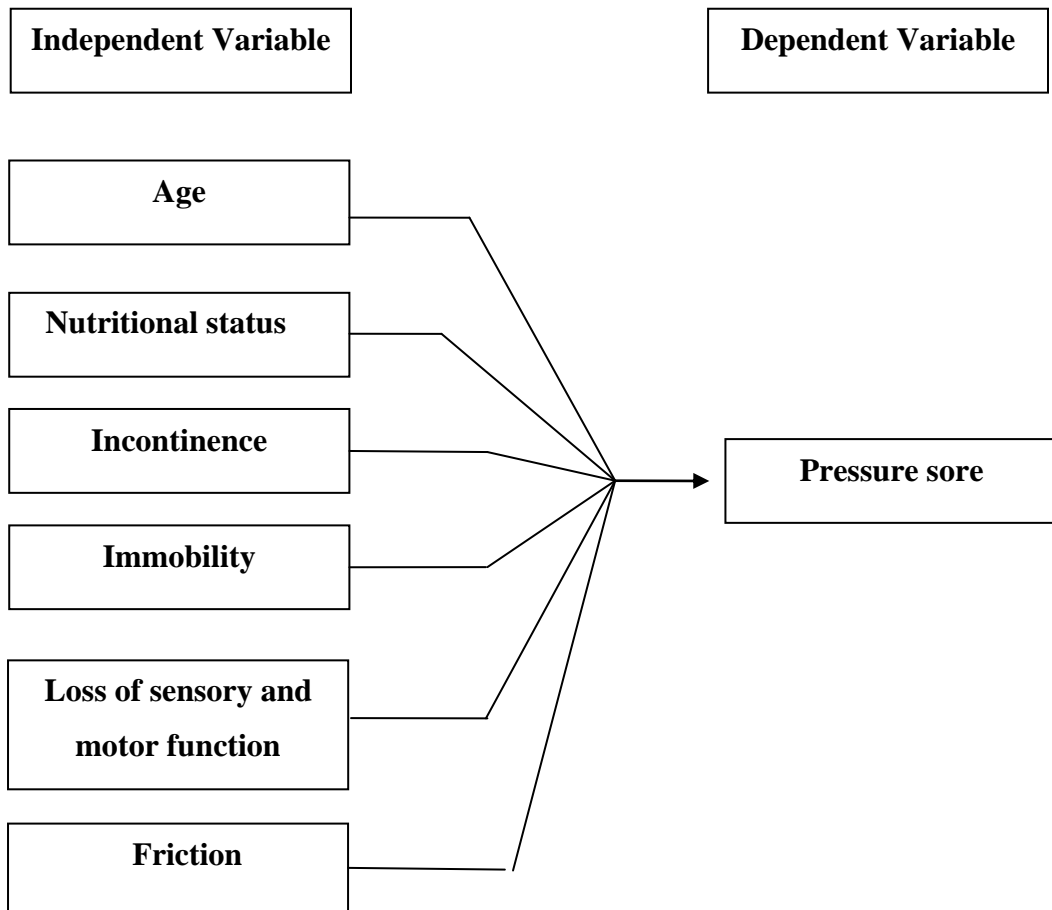 Independent Variable
Dependent Variable
Age
Nutritional status
Incontinence
Pressure sore
Immobility
Loss of sensory and
motor function
Friction